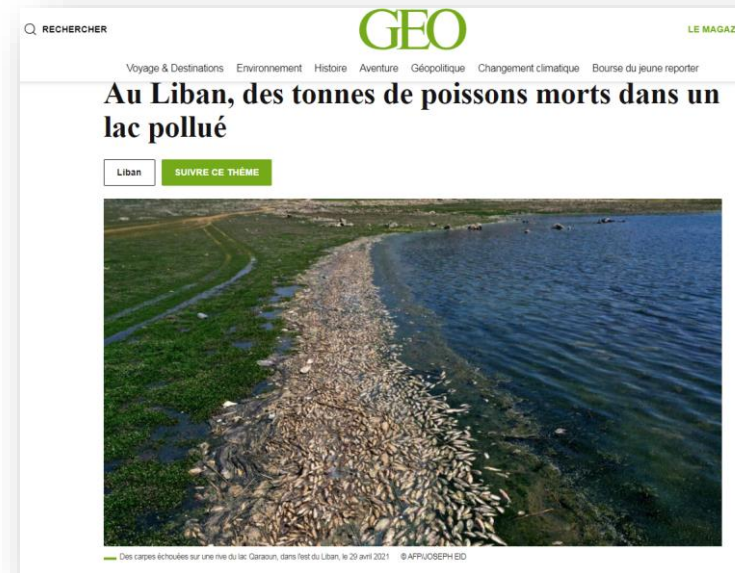 RECHERCHER
GEO
LE MAGAZ
Voyage & Destinations Environnement Histoire Aventure Géopolitique Changement climatique Bourse du jeune reporter
Au Liban, des tonnes de poissons morts dans un
lac pollué
Liban
SUIVRE CE THÈME
Des carpes échouées sur une rive du lac Qaraoun, dans l'est du Liban, le 29 avril 2021 © AFP/JOSEPH EID